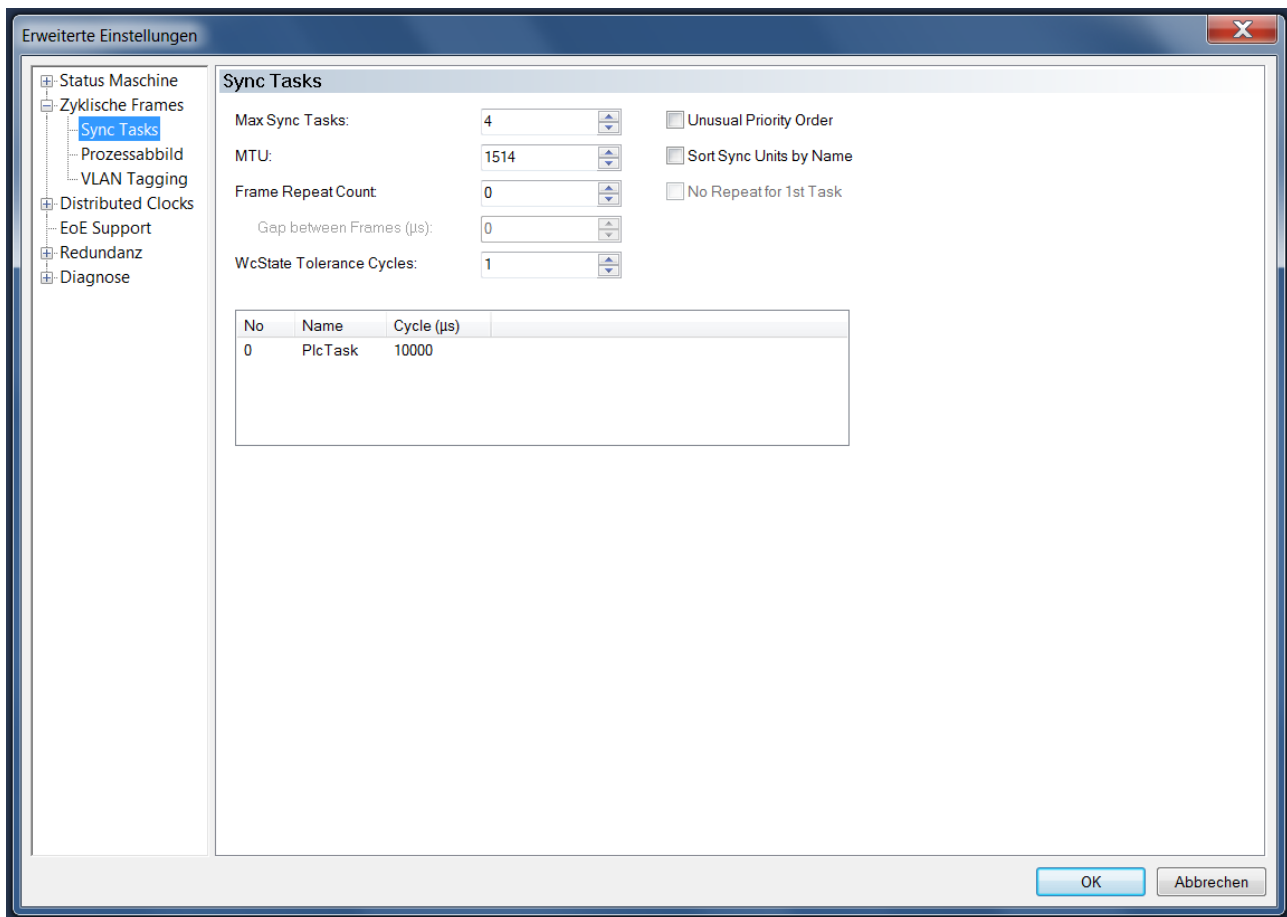 Erweiterte Einstellungen
Status Maschine
Zyklische Frames
Sync Tasks
Prozessabbild
VLAN Tagging
Distributed Clocks
EoE Support
Redundanz
Diagnose
Sync Tasks
Max Sync Tasks: 4
Unusual Priority Order
MTU: 1514
Sort Sync Units by Name
Frame Repeat Count: 0
No Repeat for 1st Task
Gap between Frames (µs): 0
WcState Tolerance Cycles: 1
No Name Cycle (µs)
0 PlcTask 10000
OK Abbrechen